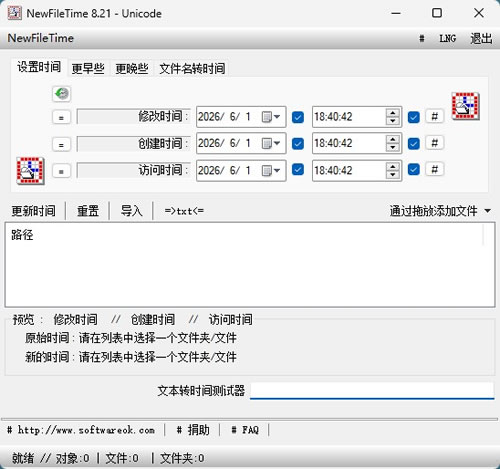 NewFileTime 8.21 - Unicode
NewFileTime # LNG 退出
设置时间 更早些 更晚些 文件名转时间
= 修改时间 : 2026/ 6/ 1 18:40:42 #
= 创建时间 : 2026/ 6/ 1 18:40:42 #
= 访问时间 : 2026/ 6/ 1 18:40:42 #
更新时间 重置 导入 =>txt<= 通过拖放添加文件
路径
预览 : 修改时间 // 创建时间 // 访问时间
原始时间 : 请在列表中选择一个文件夹/文件
新的时间 : 请在列表中选择一个文件夹/文件
文本转时间测试器
# http://www.softwareok.com # 捐助 # FAQ
就绪 // 对象:0 | 文件:0 | 文件夹:0